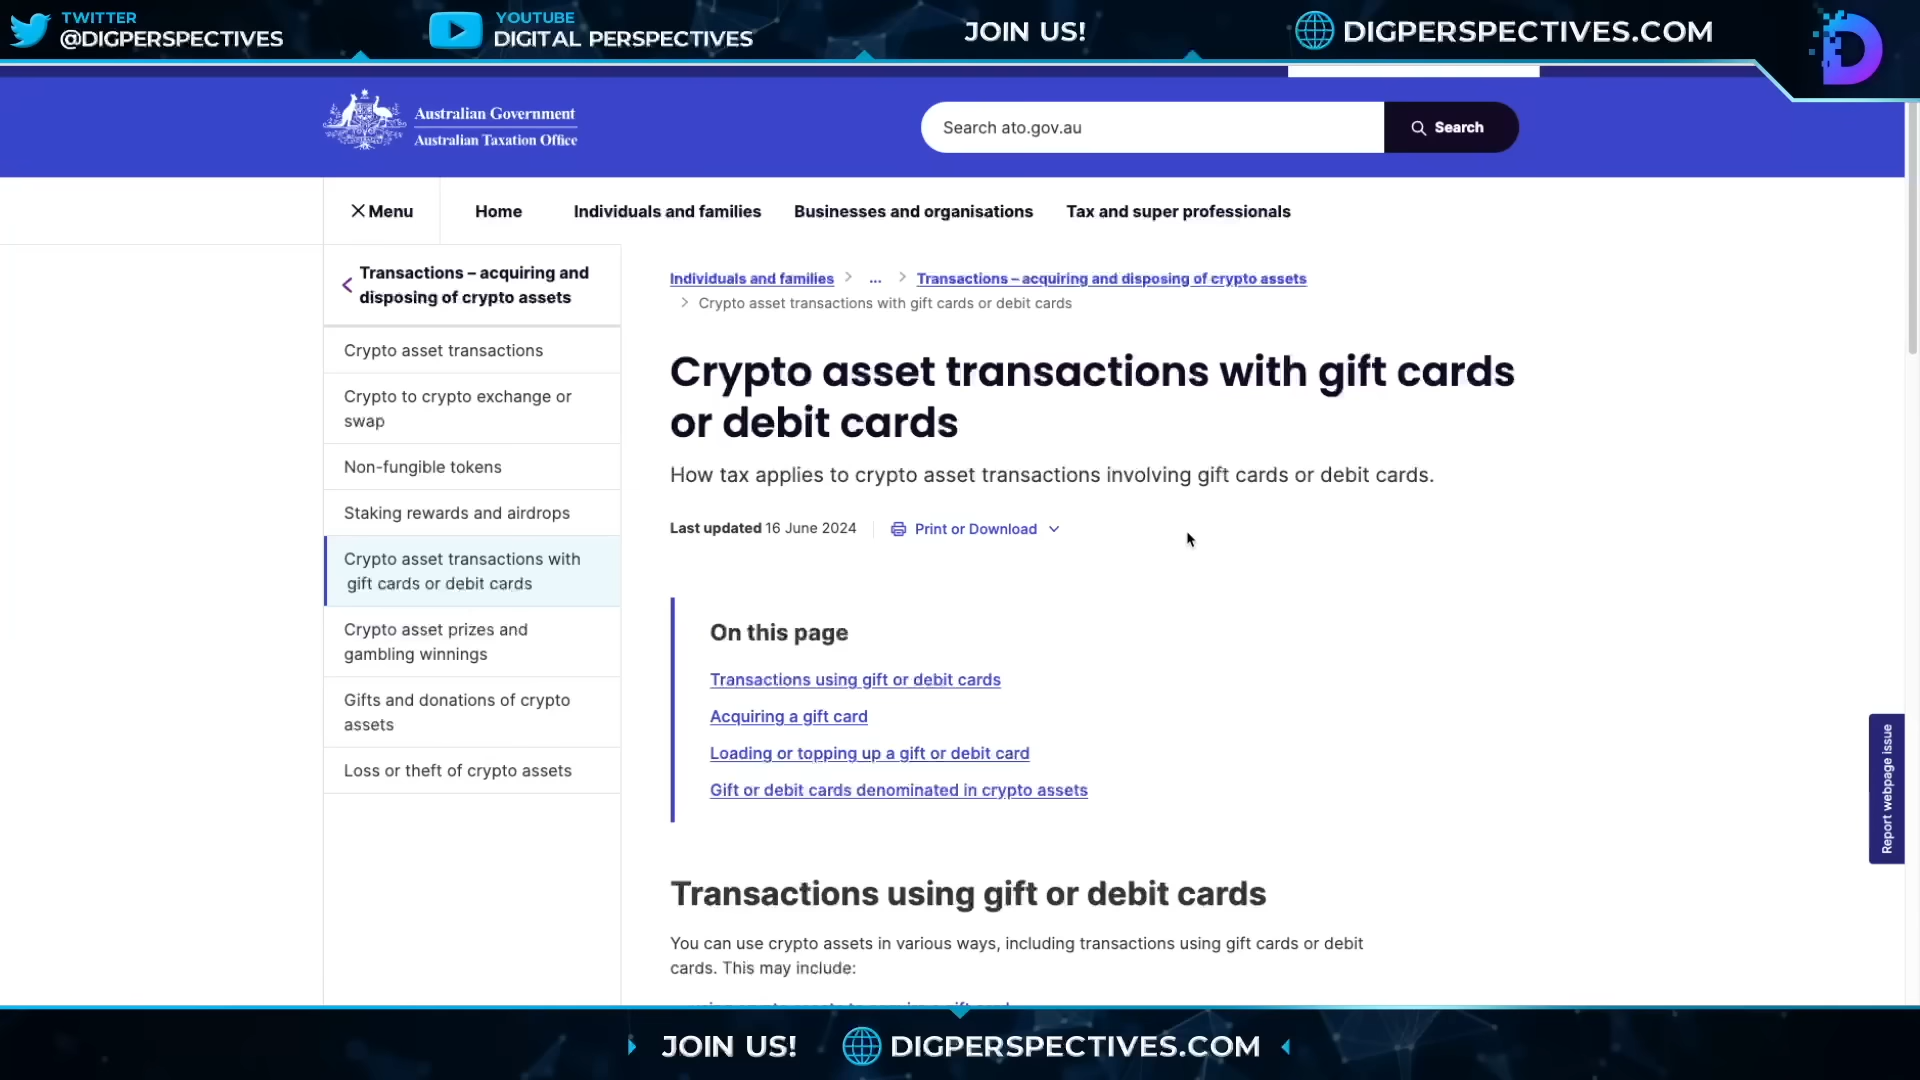 TWITTER
@DIGPERSPECTIVES
YOUTUBE
DIGITAL PERSPECTIVES
JOIN US!
DIGPERSPECTIVES.COM
Australian Government
Australian Taxation Office
Search ato.gov.au
Search
Menu
Home
Individuals and families
Businesses and organisations
Tax and super professionals
Transactions – acquiring and
disposing of crypto assets
Crypto asset transactions
Crypto to crypto exchange or
swap
Non-fungible tokens
Staking rewards and airdrops
Crypto asset transactions with
gift cards or debit cards
Crypto asset prizes and
gambling winnings
Gifts and donations of crypto
assets
Loss or theft of crypto assets
Individuals and families > ... > Transactions – acquiring and disposing of crypto assets
> Crypto asset transactions with gift cards or debit cards
Crypto asset transactions with gift cards
or debit cards
How tax applies to crypto asset transactions involving gift cards or debit cards.
Last updated 16 June 2024
Print or Download
On this page
Transactions using gift or debit cards
Acquiring a gift card
Loading or topping up a gift or debit card
Gift or debit cards denominated in crypto assets
Transactions using gift or debit cards
You can use crypto assets in various ways, including transactions using gift cards or debit
cards. This may include:
Report webpage issue
JOIN US!
DIGPERSPECTIVES.COM